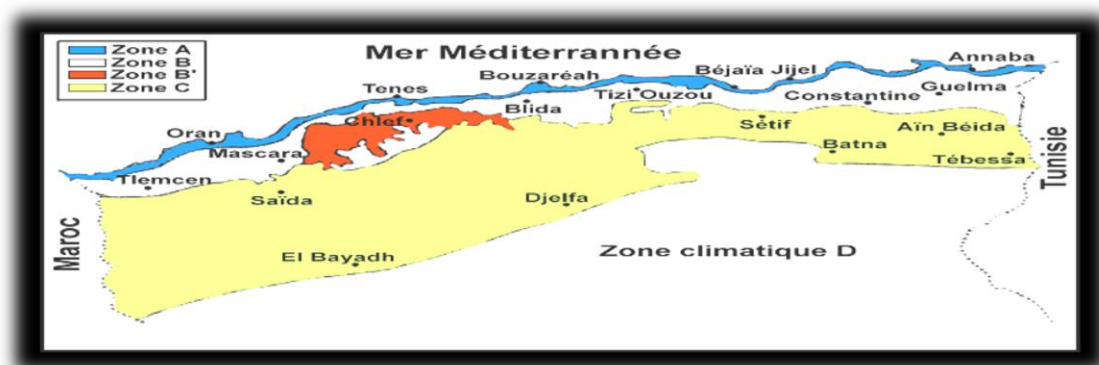 Zone A
Zone B
Zone B'
Zone C
Mer Méditerrannée
Annaba
Bouzaréah
Béjaïa Jijel
Tenes
Tizi Ouzou
Constantine
Guelma
Blida
Oran
Chlef
Sétif
Aïn Béida
Mascara
Batna
Tébessa
Tlemcen
Saïda
Djelfa
Maroc
Tunisie
El Bayadh
Zone climatique D